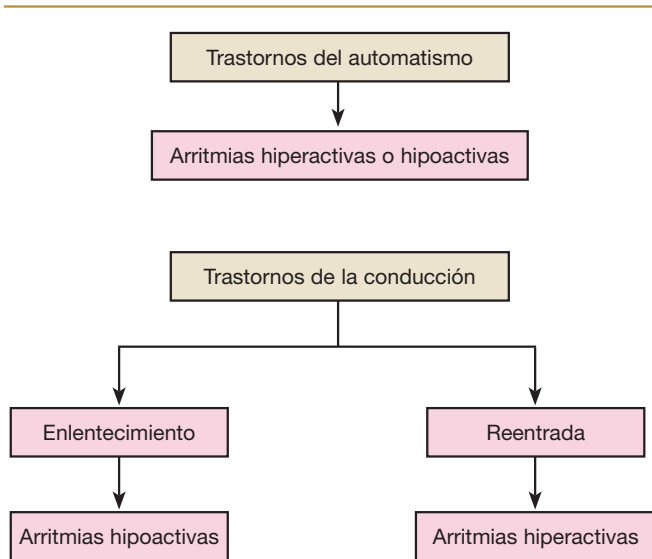 Trastornos del automatismo
Arritmias hiperactivas o hipoactivas
Trastornos de la conducción
Enlentecimiento
Reentrada
Arritmias hipoactivas
Arritmias hiperactivas